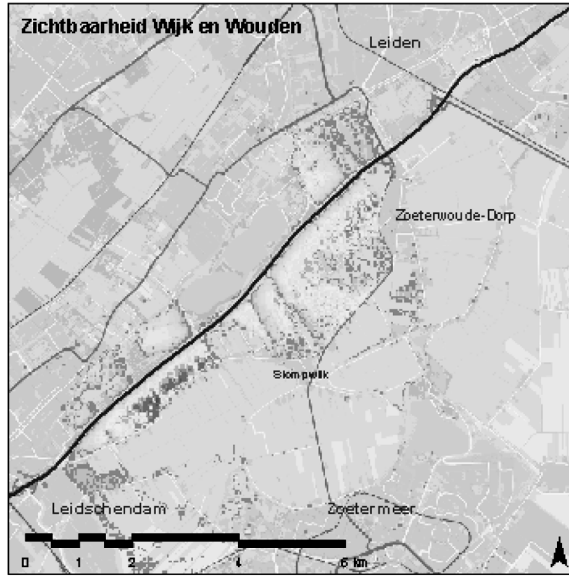 Zichtbaarheid Wijk en Wouden
Leiden
Zoeterwoude-Dorp
Stompwijk
Leidschendam
Zoetermeer
0 1 2 4 6 km